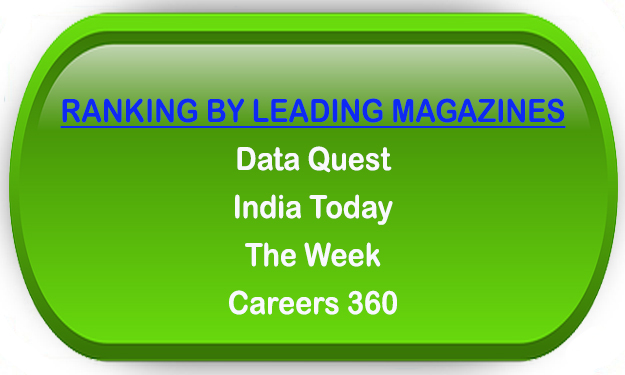 RANKING BY LEADING MAGAZINES
Data Quest
India Today
The Week
Careers 360